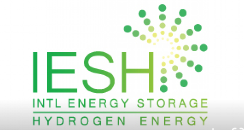 IESH
INTL ENERGY STORAGE
HYDROGEN ENERGY